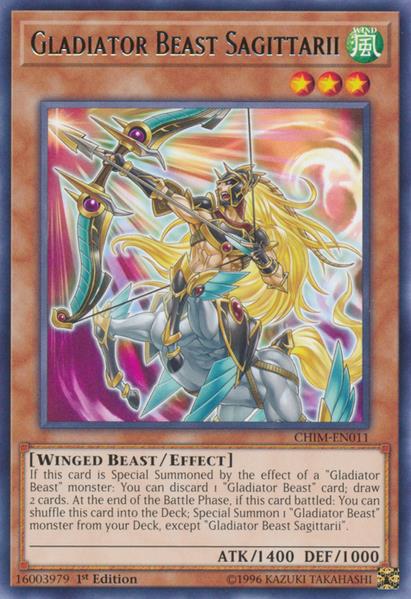 Gladiator Beast Sagittarii
WIND
風
CHIM-EN011
[Winged Beast/Effect]
If this card is Special Summoned by the effect of a "Gladiator
Beast" monster: You can discard 1 "Gladiator Beast" card; draw
2 cards. At the end of the Battle Phase, if this card battled: You can
shuffle this card into the Deck; Special Summon 1 "Gladiator Beast"
monster from your Deck, except "Gladiator Beast Sagittarii".
ATK/1400 DEF/1000
16003979 1st Edition ©1996 KAZUKI TAKAHASHI